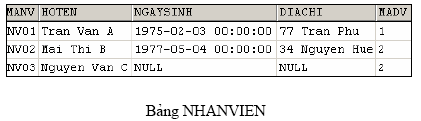 MANV HOTEN NGAYSINH DIACHI MADV
NV01 Tran Van A 1975-02-03 00:00:00 77 Tran Phu 1
NV02 Mai Thi B 1977-05-04 00:00:00 34 Nguyen Hue 2
NV03 Nguyen Van C NULL NULL 2
Bảng NHANVIEN